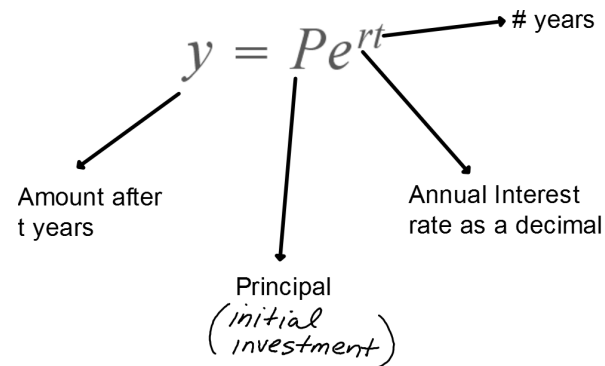 # years
y = Pe^{rt}
Amount after
t years
Annual Interest
rate as a decimal
Principal
(initial
investment)